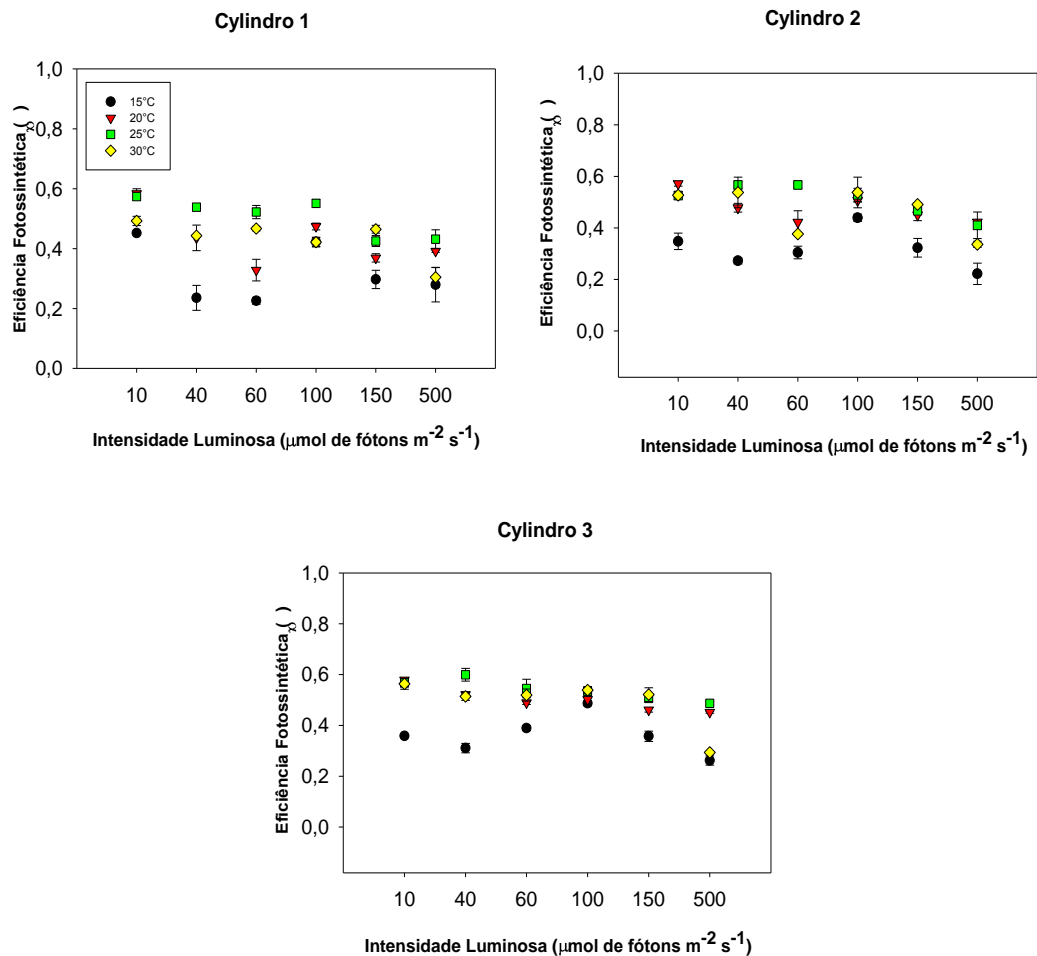 Cylindro 1
Eficiência Fotossintética ( )
1,0
0,8
0,6
0,4
0,2
0,0
15°C
20°C
25°C
30°C
10 40 60 100 150 500
Intensidade Luminosa (μmol de fótons m-2 s-1)
Cylindro 2
Eficiência Fotossintética ( )
1,0
0,8
0,6
0,4
0,2
0,0
10 40 60 100 150 500
Intensidade Luminosa (μmol de fótons m-2 s-1)
Cylindro 3
Eficiência Fotossintética ( )
1,0
0,8
0,6
0,4
0,2
0,0
10 40 60 100 150 500
Intensidade Luminosa (μmol de fótons m-2 s-1)